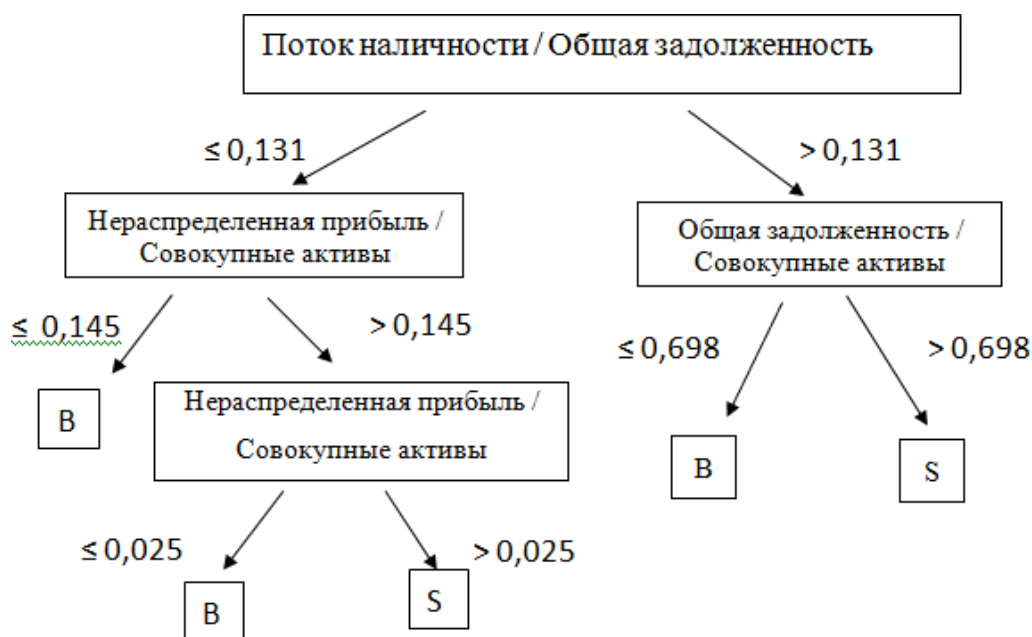 Поток наличности / Общая задолженность
≤ 0,131
> 0,131
Нераспределенная прибыль /
Совокупные активы
Общая задолженность /
Совокупные активы
≤ 0,145
> 0,145
≤ 0,698
> 0,698
B
Нераспределенная прибыль /
Совокупные активы
B
S
≤ 0,025
> 0,025
B
S